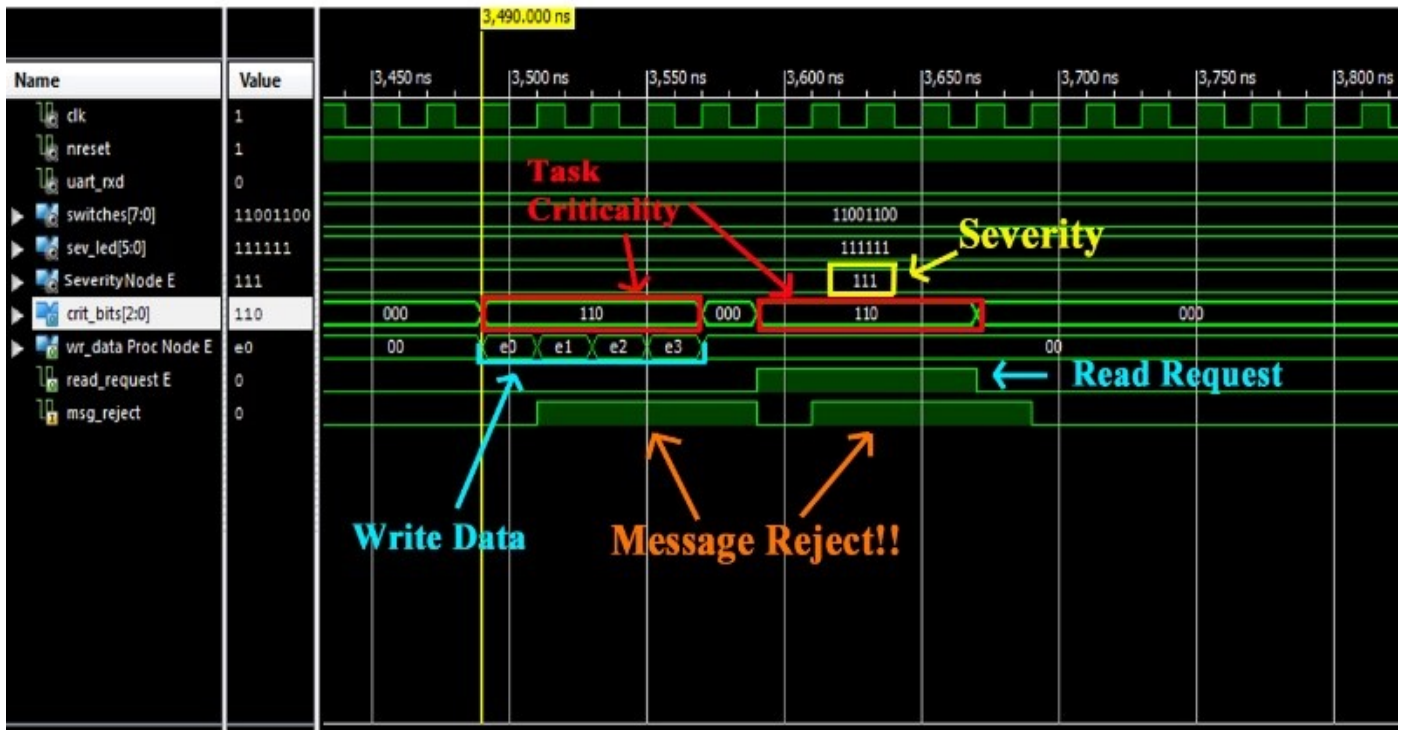 3,490.000 ns
Name Value 3,450 ns 3,500 ns 3,550 ns 3,600 ns 3,650 ns 3,700 ns 3,750 ns 3,800 ns
clk 1
nreset 1
uart_rxd 0
Task
Criticality
switches[7:0] 11001100 11001100
sev_led[5:0] 111111 111111
Severity
SeverityNode E 111 111
crit_bits[2:0] 110 000 110 000 110 000
wr_data Proc Node E e0 00 e0 e1 e2 e3 00
read_request E 0
Read Request
msg_reject 0
Write Data
Message Reject!!